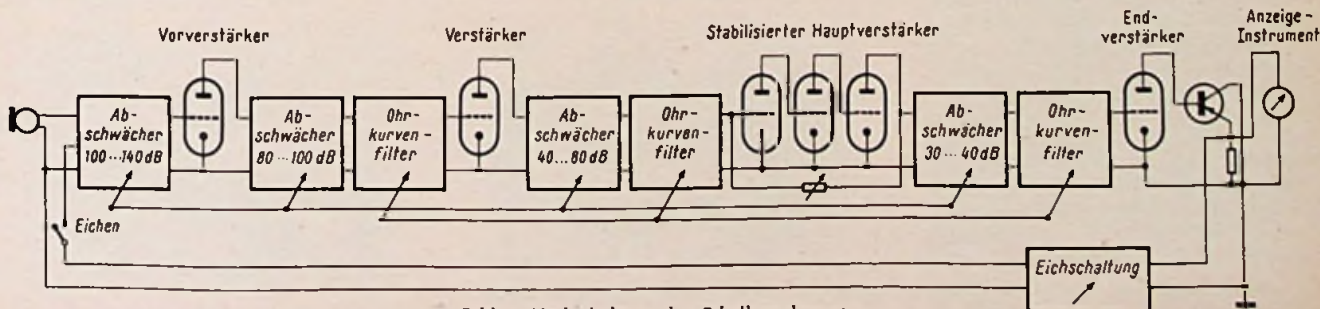 Vorverstärker
Verstärker
Stabilisierter Hauptverstärker
End-
verstärker
Anzeige-
Instrument
Ab-
schwächer
100...140 dB
Ab-
schwächer
80...100 dB
Ohr-
kurven-
filter
Ab-
schwächer
40...80 dB
Ohr-
kurven-
filter
Ab-
schwächer
30...40 dB
Ohr-
kurven-
filter
Eichen
Eichschaltung